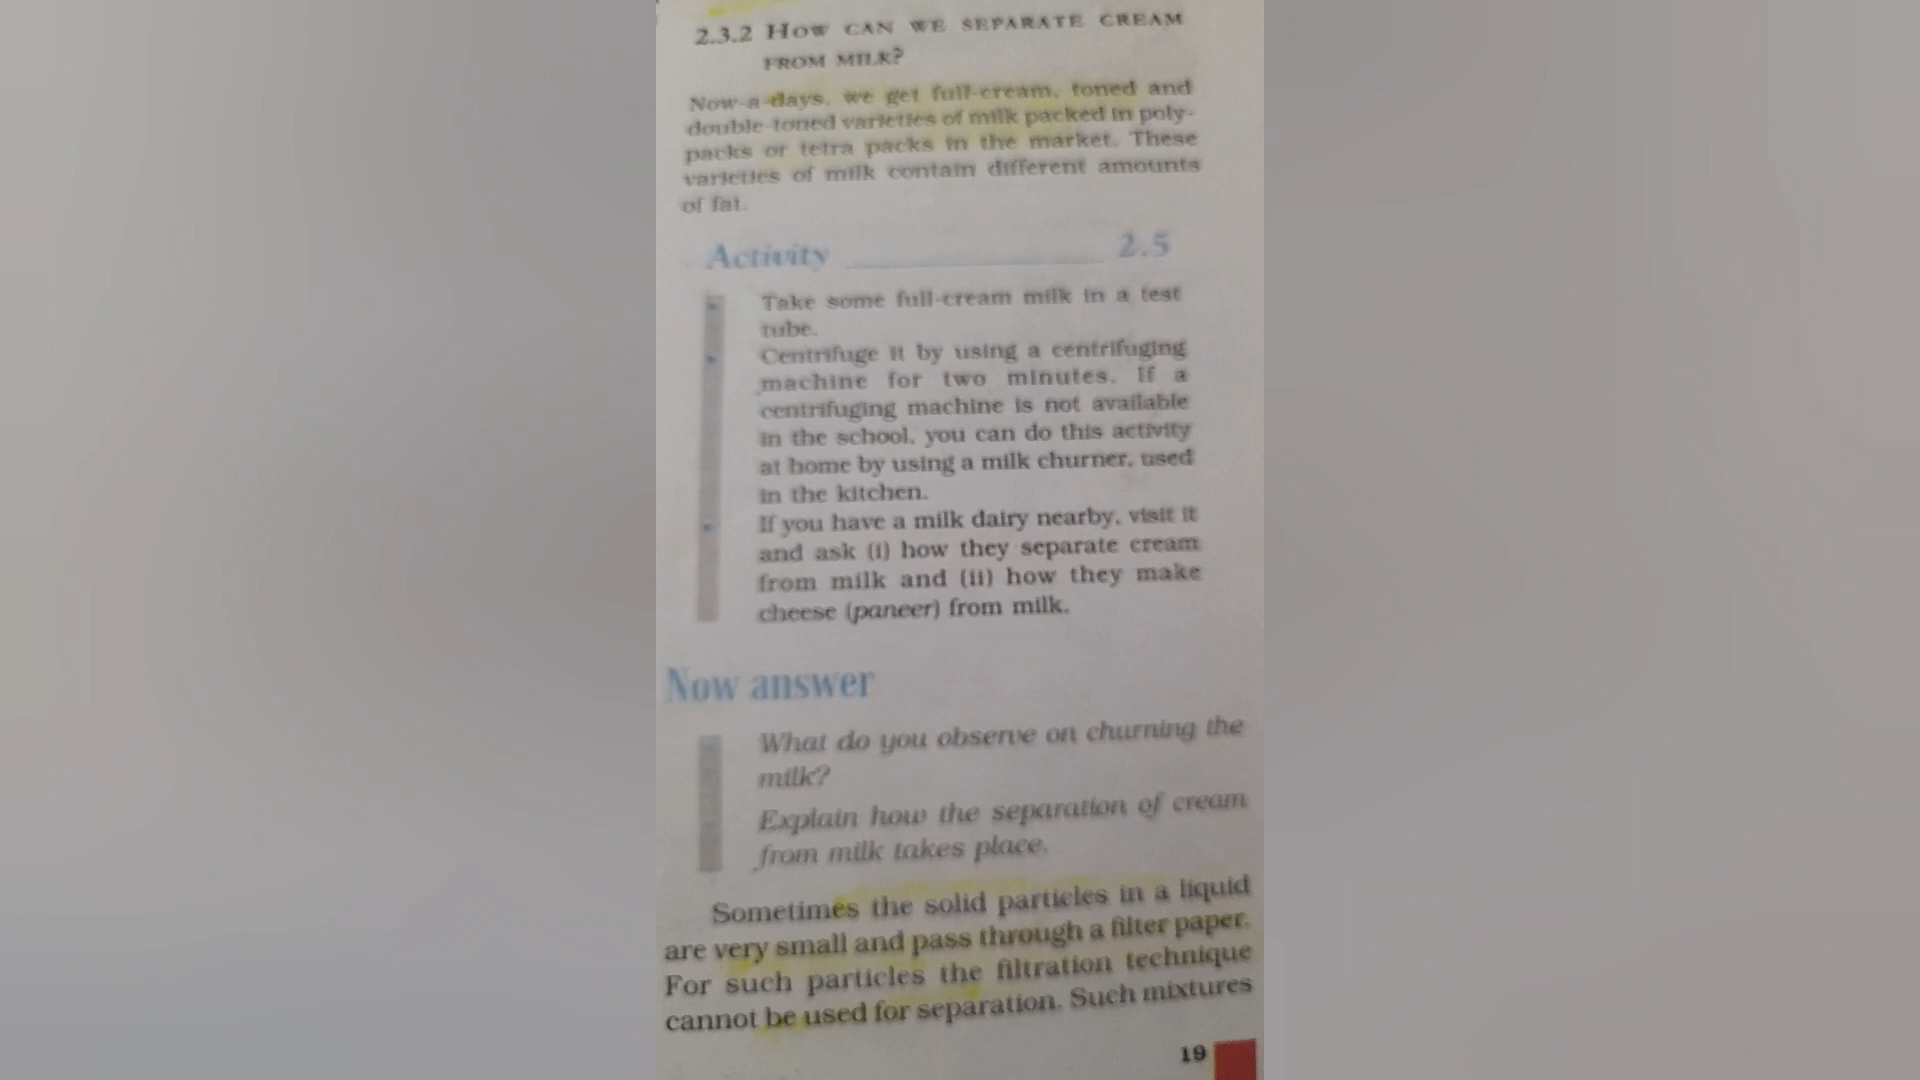 2.3.2 HOW CAN WE SEPARATE CREAM
FROM MILK?
Now-a-days, we get full-cream, toned and
double-toned varieties of milk packed in poly-
packs or tetra packs in the market. These
varieties of milk contain different amounts
of fat.
Activity 2.5
• Take some full-cream milk in a test
tube.
• Centrifuge it by using a centrifuging
machine for two minutes. If a
centrifuging machine is not available
in the school, you can do this activity
at home by using a milk churner, used
in the kitchen.
• If you have a milk dairy nearby, visit it
and ask (i) how they separate cream
from milk and (ii) how they make
cheese (paneer) from milk.
Now answer
What do you observe on churning the
milk?
Explain how the separation of cream
from milk takes place.
Sometimes the solid particles in a liquid
are very small and pass through a filter paper.
For such particles the filtration technique
cannot be used for separation. Such mixtures
19